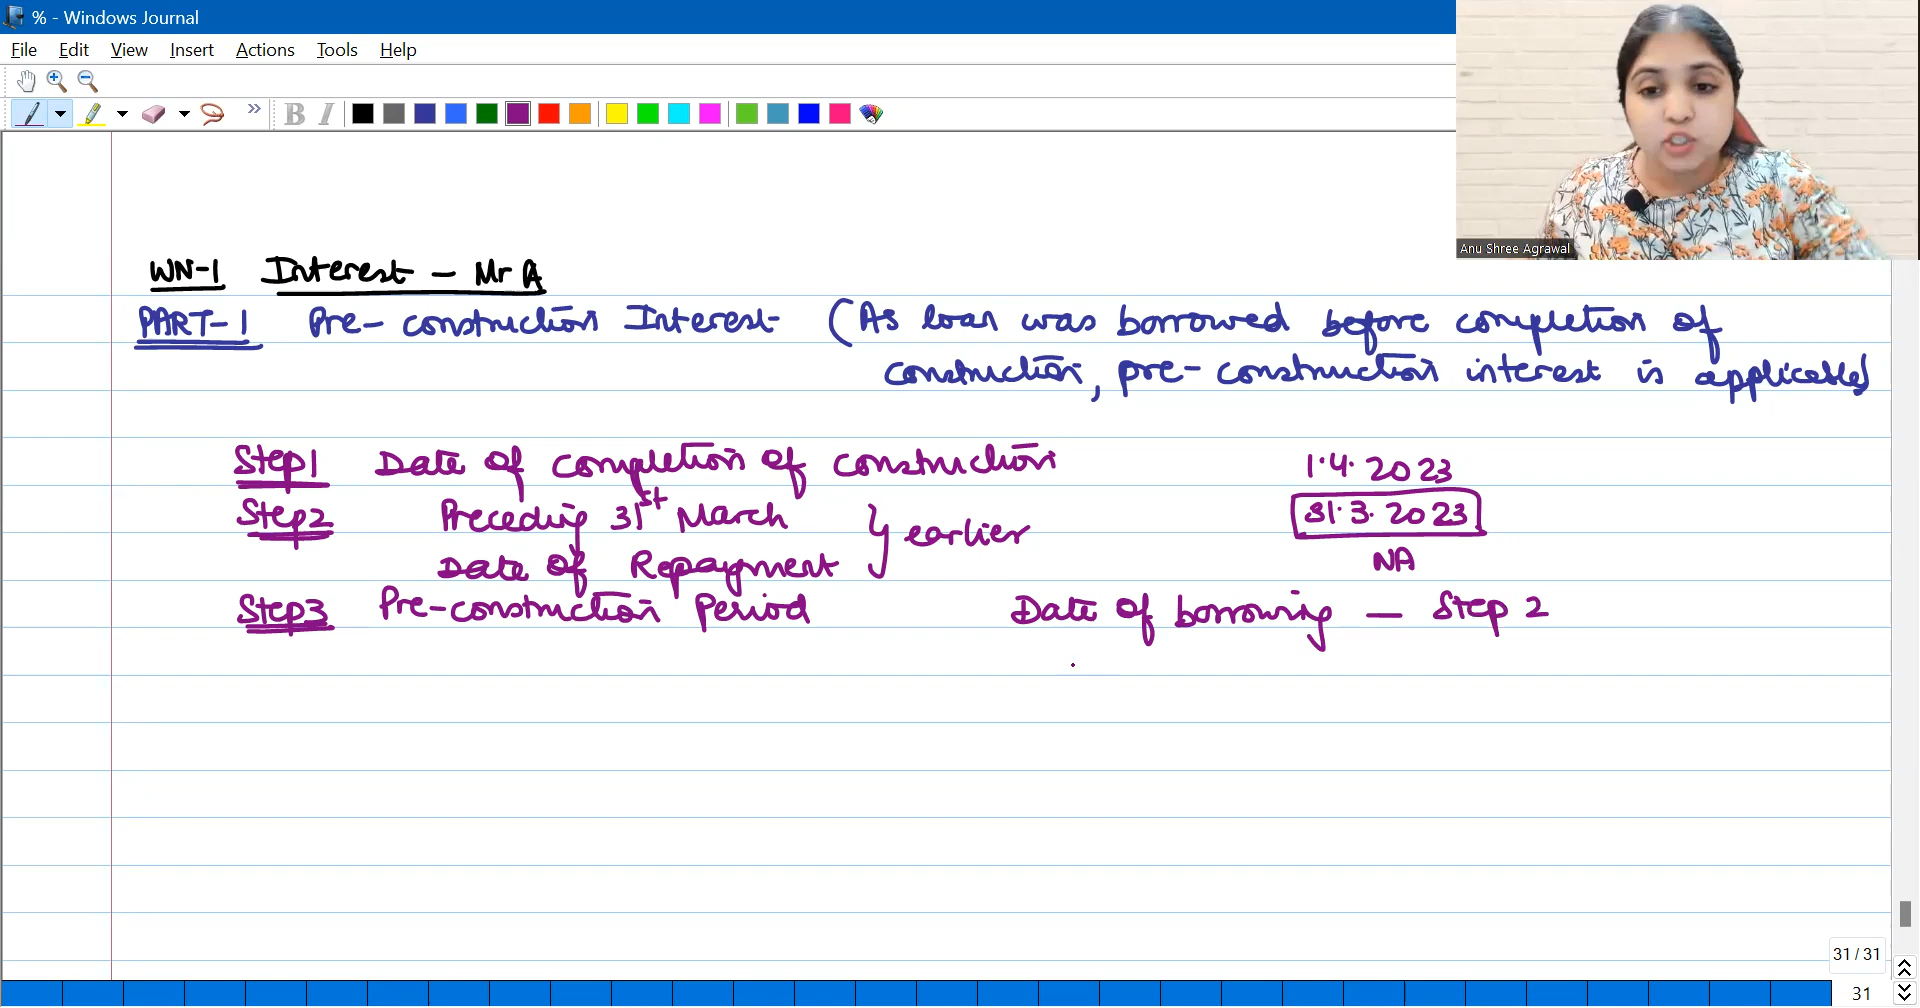 % - Windows Journal
File Edit View Insert Actions Tools Help
B I
Anu Shree Agrawal
WN-1 Interest - Mr A
PART-1 Pre-construction Interest (As loan was borrowed before completion of
construction, pre-construction interest is applicable)
Step1 Date of completion of construction 1.4.2023
Step2 Preceding 31st March } earlier 31.3.2023
Date of Repayment NA
Step3 Pre-construction Period Date of borrowing — Step 2
31 / 31
31